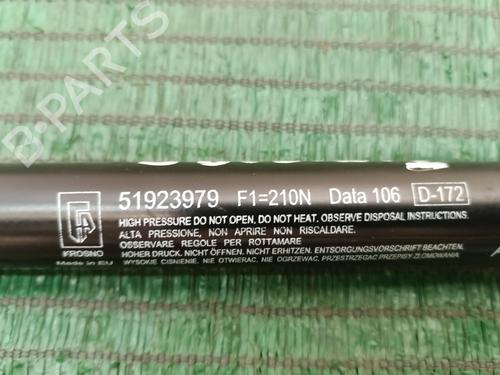 B-PARTS
51923979 F1=210N Data 106 D-172
HIGH PRESSURE DO NOT OPEN. DO NOT HEAT. OBSERVE DISPOSAL INSTRUCTIONS.
ALTA PRESSIONE, NON APRIRE NON RISCALDARE.
OSSERVARE REGOLE PER ROTTAMARE
HOHER DRUCK. NICHT ÖFFNEN. NICHT ERHITZEN. ENTSORGUNGSVORSCHRIFT BEACHTEN.
WYSOKIE CIŚNIENIE. NIE OTWIERAĆ, NIE OGRZEWAĆ. PRZESTRZEGAĆ PRZEPISY ZŁOMOWANIA.
KROSNO
Made in EU